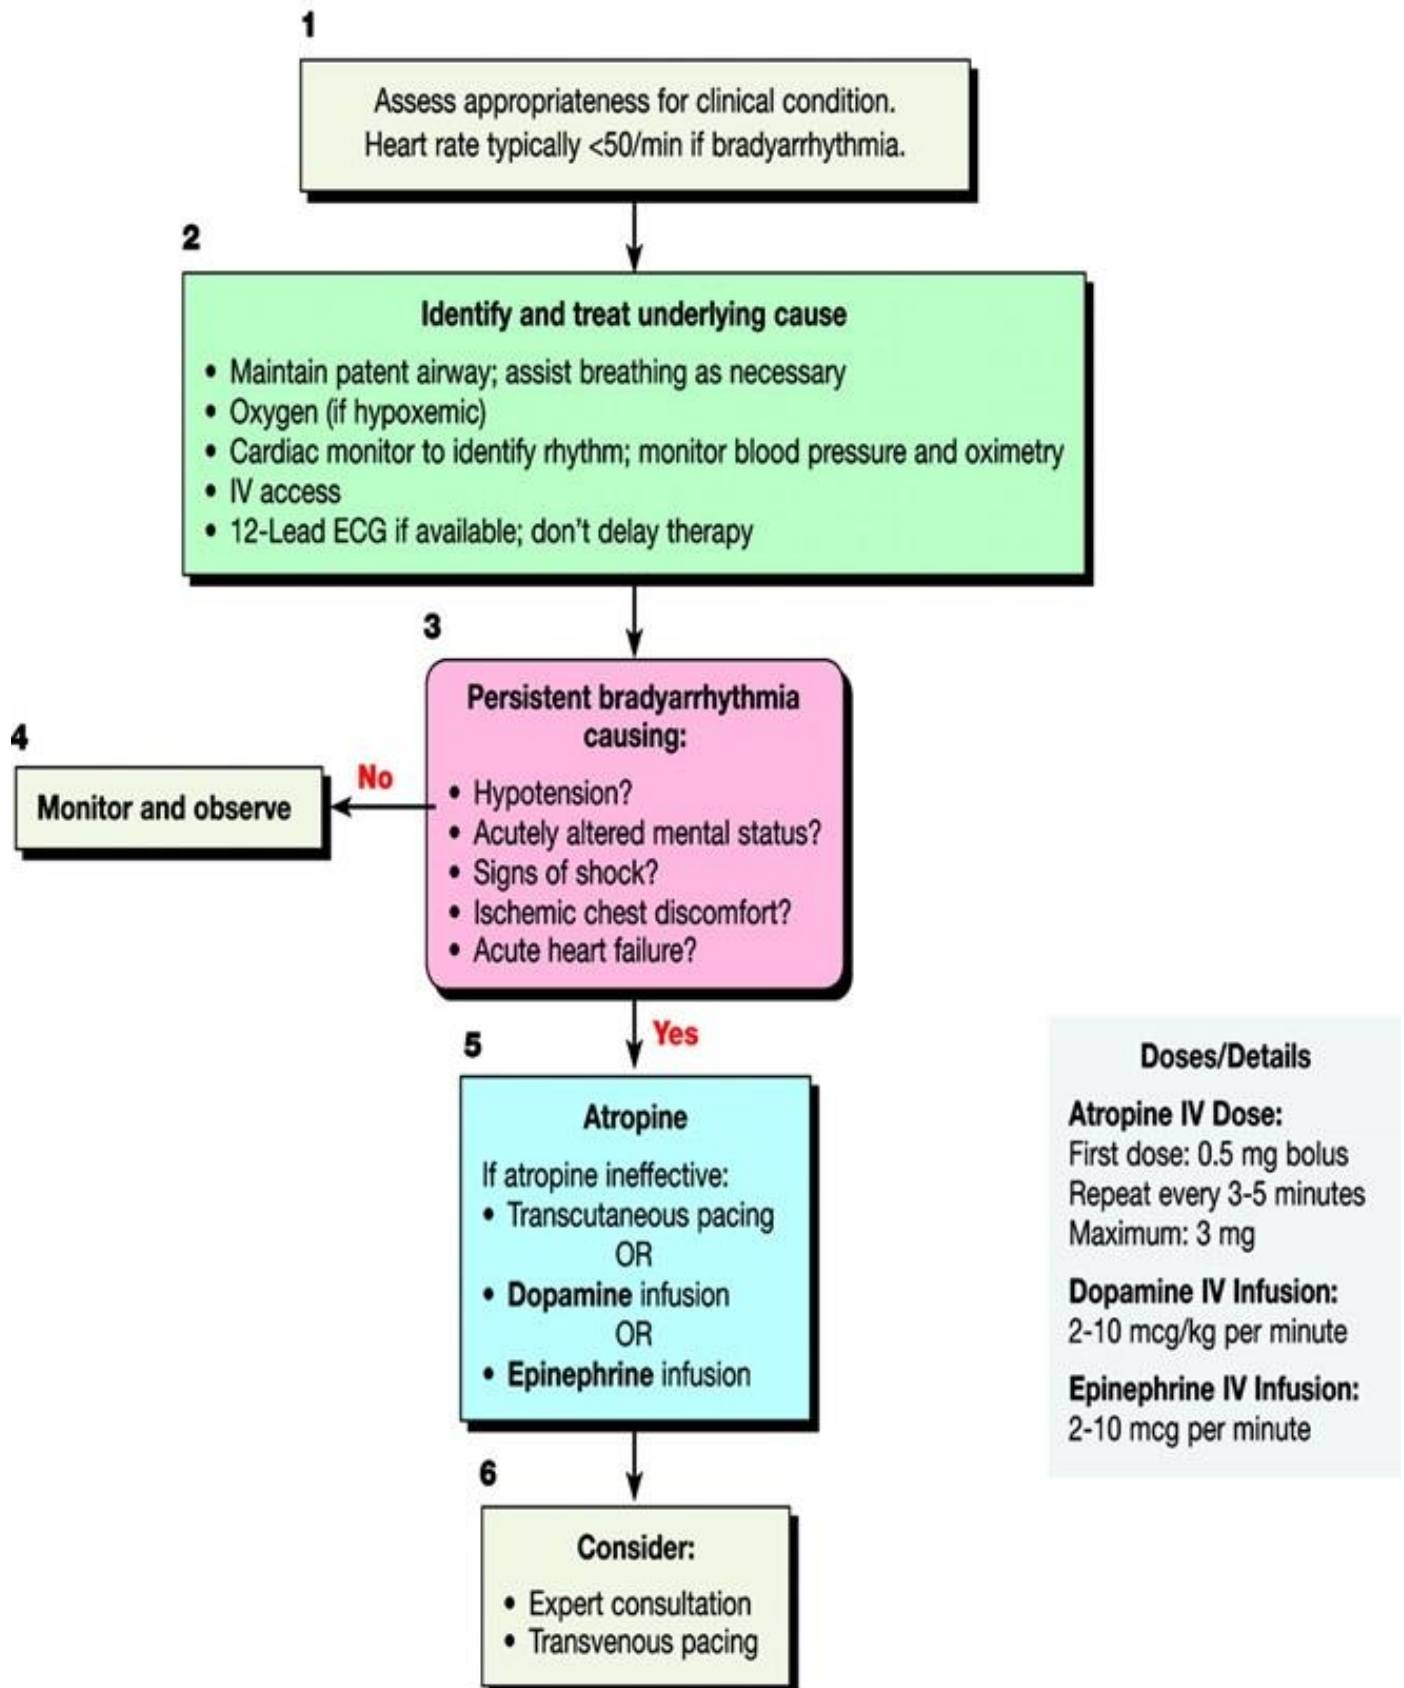 1
Assess appropriateness for clinical condition.
Heart rate typically <50/min if bradyarrhythmia.
2
Identify and treat underlying cause
• Maintain patent airway; assist breathing as necessary
• Oxygen (if hypoxemic)
• Cardiac monitor to identify rhythm; monitor blood pressure and oximetry
• IV access
• 12-Lead ECG if available; don't delay therapy
3
Persistent bradyarrhythmia
causing:
• Hypotension?
• Acutely altered mental status?
• Signs of shock?
• Ischemic chest discomfort?
• Acute heart failure?
No
4
Monitor and observe
Yes
5
Atropine
If atropine ineffective:
• Transcutaneous pacing
OR
• Dopamine infusion
OR
• Epinephrine infusion
6
Consider:
• Expert consultation
• Transvenous pacing
Doses/Details
Atropine IV Dose:
First dose: 0.5 mg bolus
Repeat every 3-5 minutes
Maximum: 3 mg
Dopamine IV Infusion:
2-10 mcg/kg per minute
Epinephrine IV Infusion:
2-10 mcg per minute